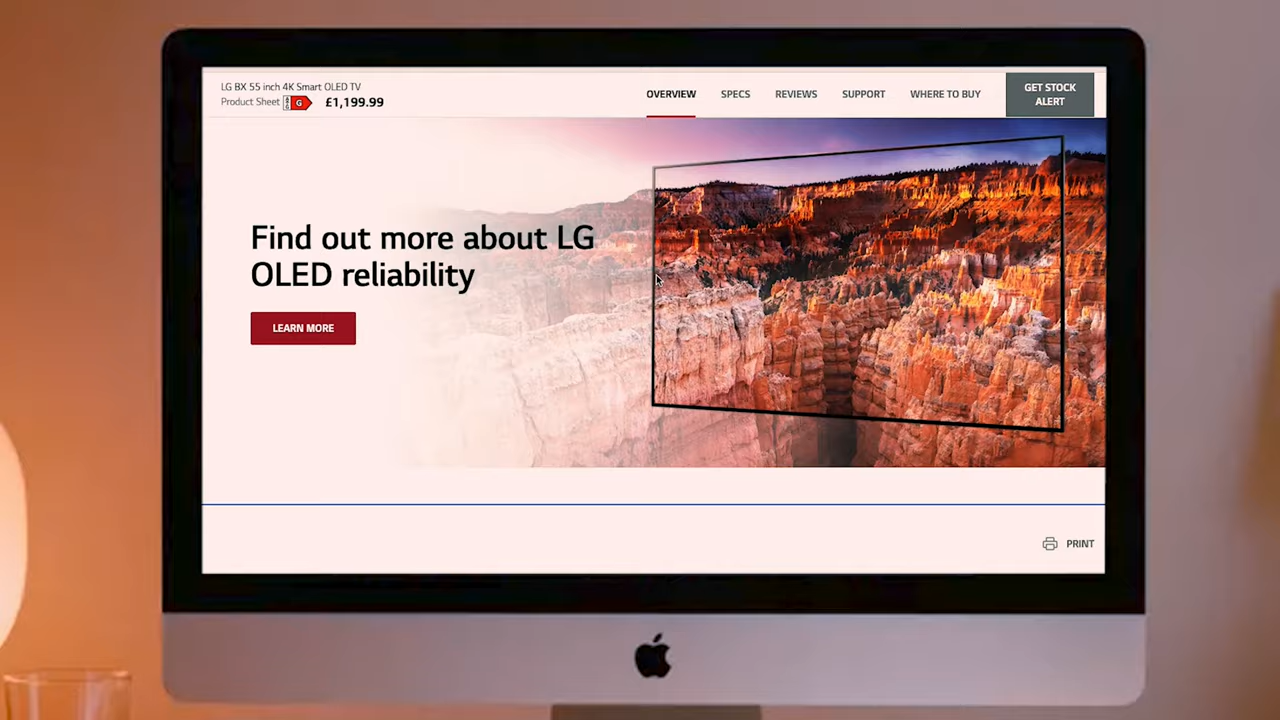 LG BX 55 inch 4K Smart OLED TV
Product Sheet G £1,199.99
OVERVIEW SPECS REVIEWS SUPPORT WHERE TO BUY
GET STOCK
ALERT
Find out more about LG
OLED reliability
LEARN MORE
PRINT